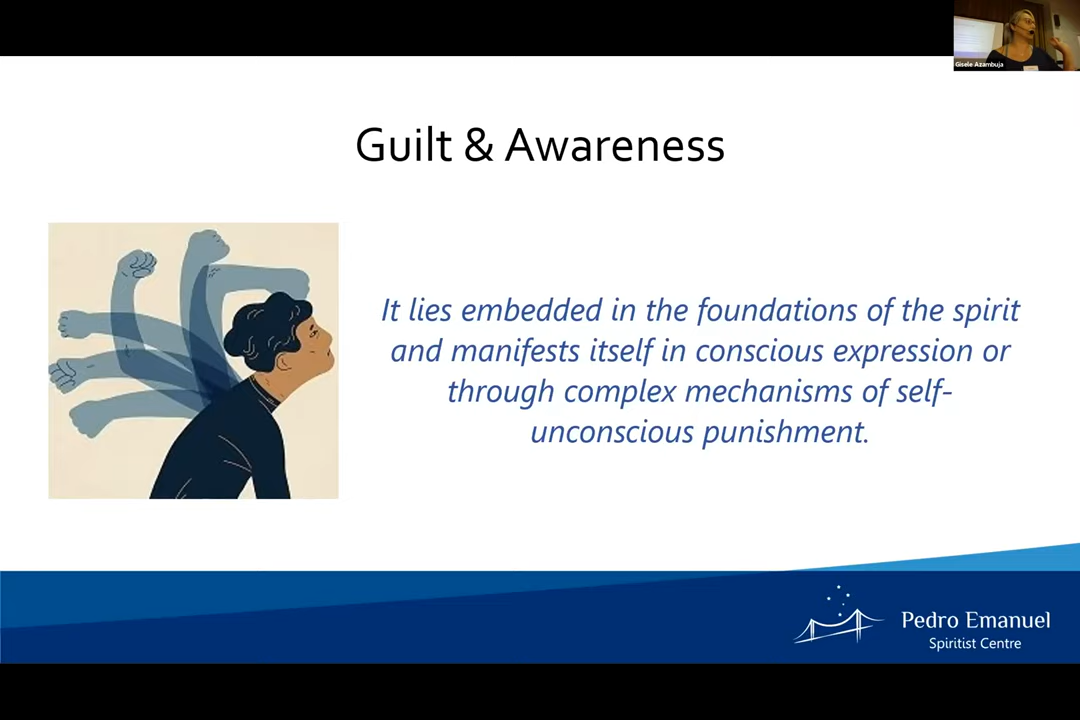 Gisele Azambuja
Guilt & Awareness
It lies embedded in the foundations of the spirit
and manifests itself in conscious expression or
through complex mechanisms of self-
unconscious punishment.
Pedro Emanuel
Spiritist Centre